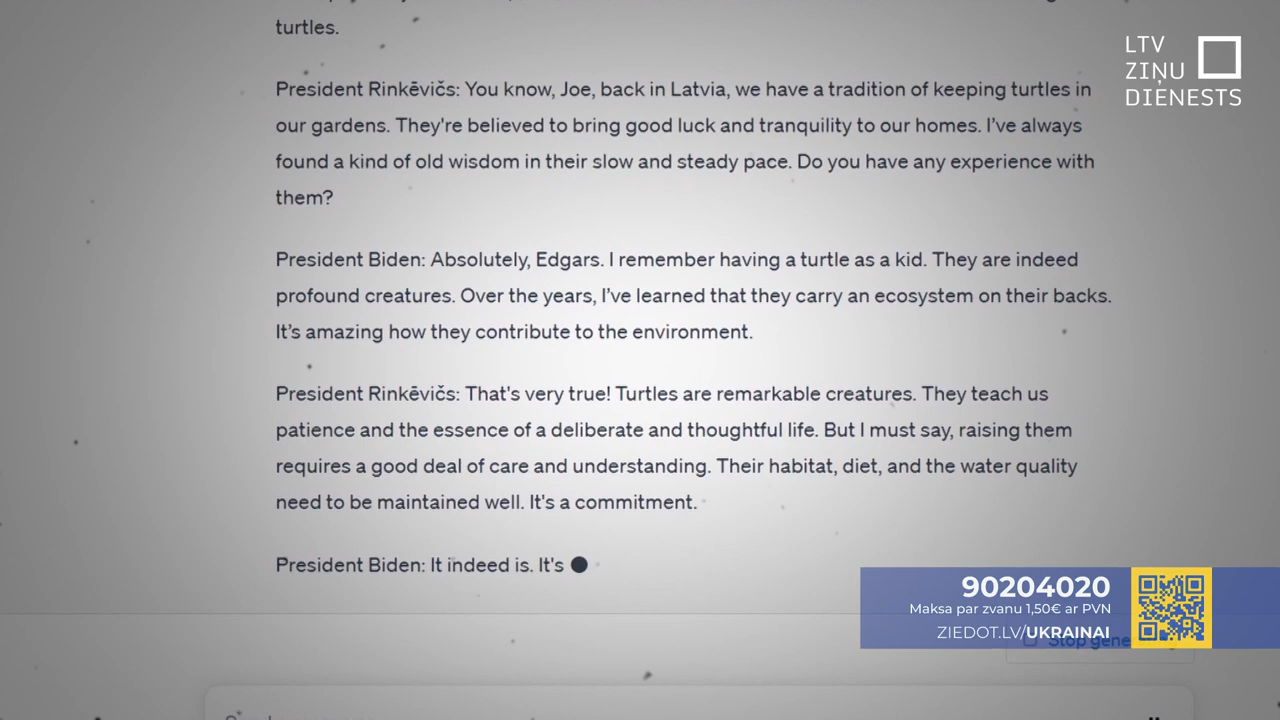 turtles.
President Rinkēvičs: You know, Joe, back in Latvia, we have a tradition of keeping turtles in
our gardens. They're believed to bring good luck and tranquility to our homes. I've always
found a kind of old wisdom in their slow and steady pace. Do you have any experience with
them?
President Biden: Absolutely, Edgars. I remember having a turtle as a kid. They are indeed
profound creatures. Over the years, I've learned that they carry an ecosystem on their backs.
It's amazing how they contribute to the environment.
President Rinkēvičs: That's very true! Turtles are remarkable creatures. They teach us
patience and the essence of a deliberate and thoughtful life. But I must say, raising them
requires a good deal of care and understanding. Their habitat, diet, and the water quality
need to be maintained well. It's a commitment.
President Biden: It indeed is. It's
LTV
ZIŅU
DIENESTS
90204020
Maksa par zvanu 1,50€ ar PVN
ZIEDOT.LV/UKRAINAI
Stop gene